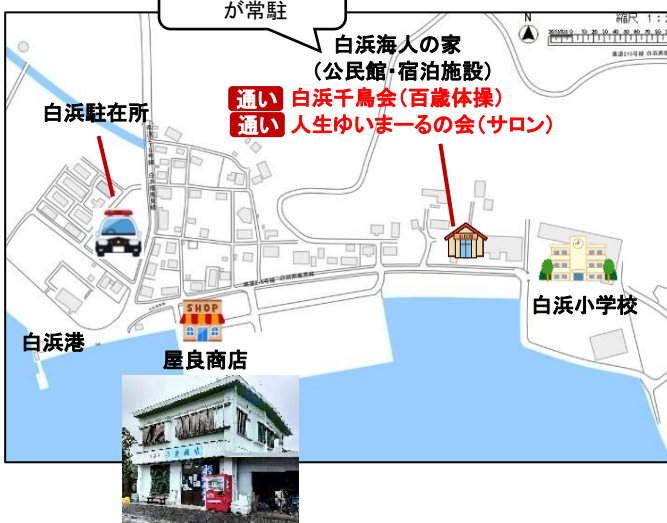 が常駐
N
縮尺 1:2
白浜海人の家
(公民館・宿泊施設)
通い 白浜千鳥会(百歳体操)
通い 人生ゆいまーるの会(サロン)
白浜駐在所
SHOP
白浜小学校
白浜港
屋良商店